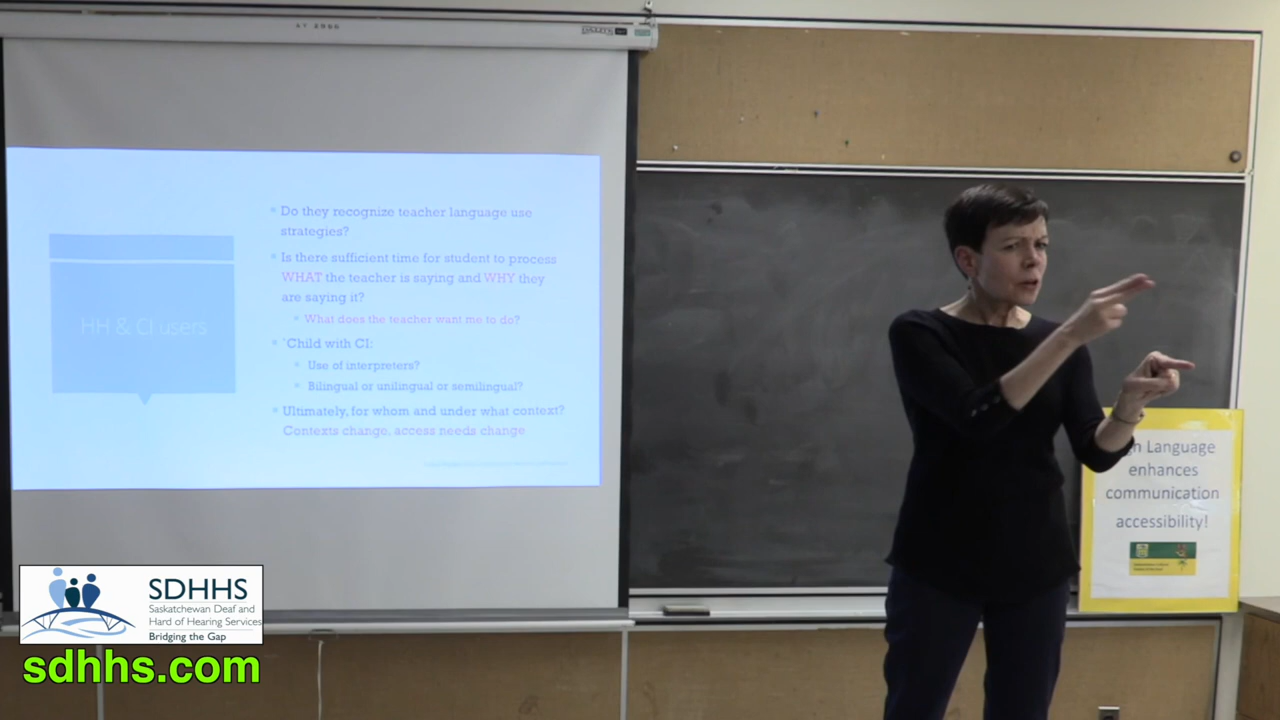 HH & CI users
Do they recognize teacher language use
strategies?
Is there sufficient time for student to process
WHAT the teacher is saying and WHY they
are saying it?
What does the teacher want me to do?
`Child with CI:
Use of interpreters?
Bilingual or unilingual or semilingual?
Ultimately, for whom and under what context?
Contexts change, access needs change
Language
enhances
communication
accessibility!
SDHHS
Saskatchewan Deaf and
Hard of Hearing Services
Bridging the Gap
sdhhs.com